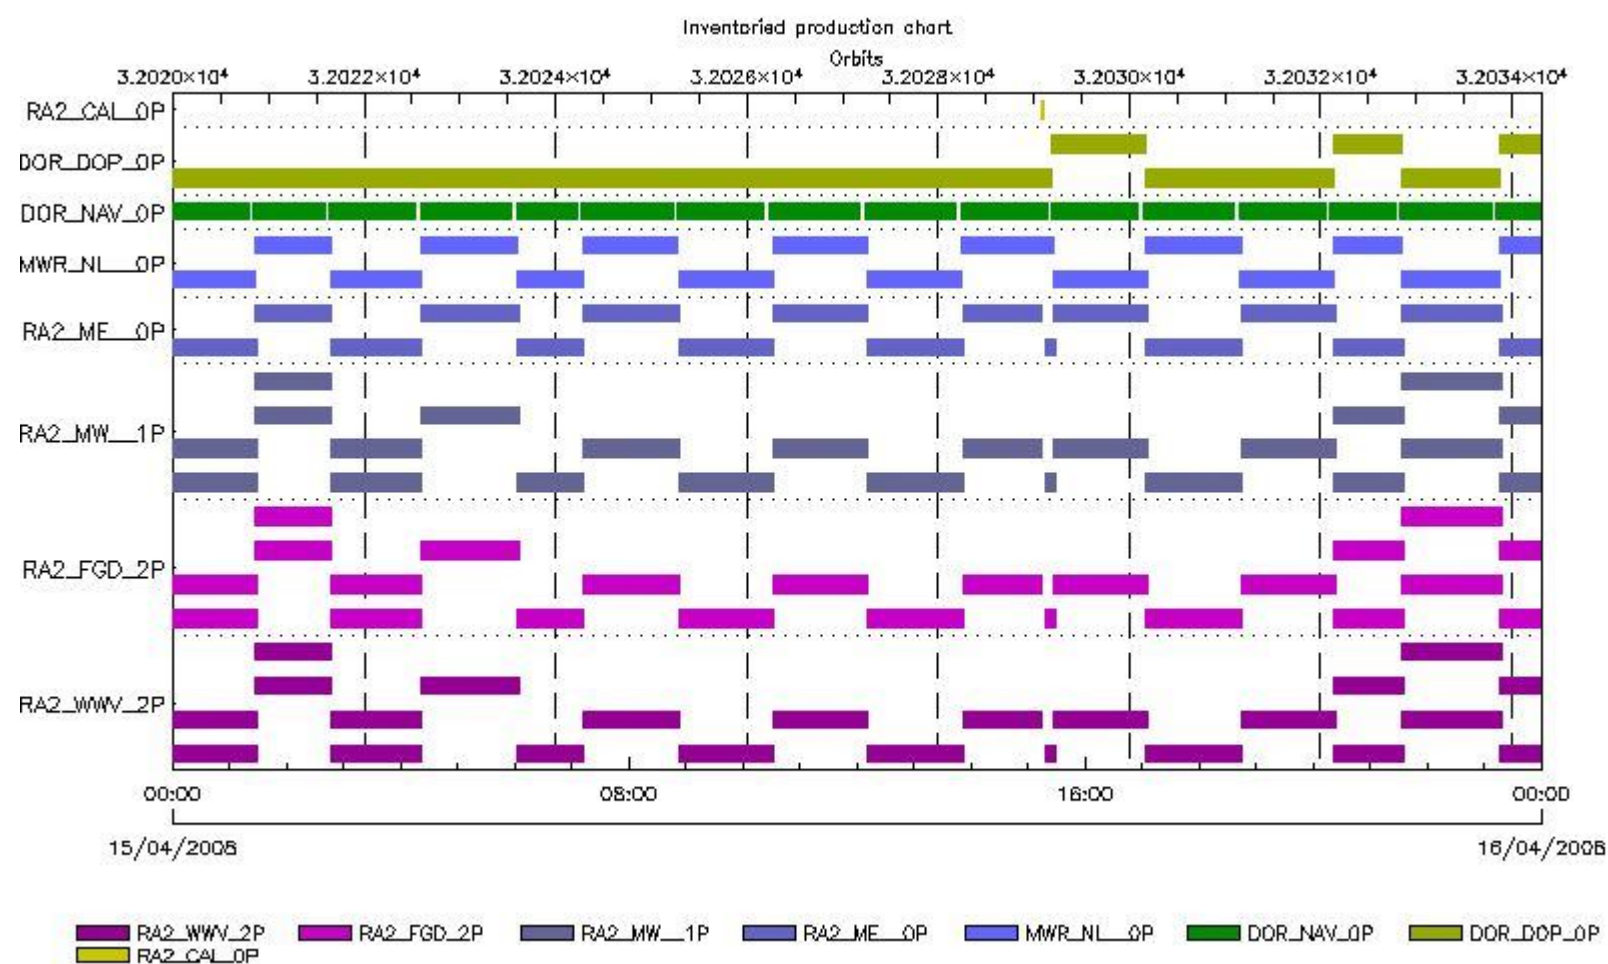 Inventoried production chart
Orbits
3.2020×10⁴ 3.2022×10⁴ 3.2024×10⁴ 3.2026×10⁴ 3.2028×10⁴ 3.2030×10⁴ 3.2032×10⁴ 3.2034×10⁴
RA2_CAL_0P
DOR_DOP_0P
DOR_NAV_0P
MWR_NL__0P
RA2_ME__0P
RA2_MW__1P
RA2_FGD_2P
RA2_WWV_2P
00:00 08:00 16:00 00:00
15/04/2008 16/04/2008
RA2_WWV_2P RA2_FGD_2P RA2_MW__1P RA2_ME__0P MWR_NL__0P DOR_NAV_0P DOR_DOP_0P
RA2_CAL_0P